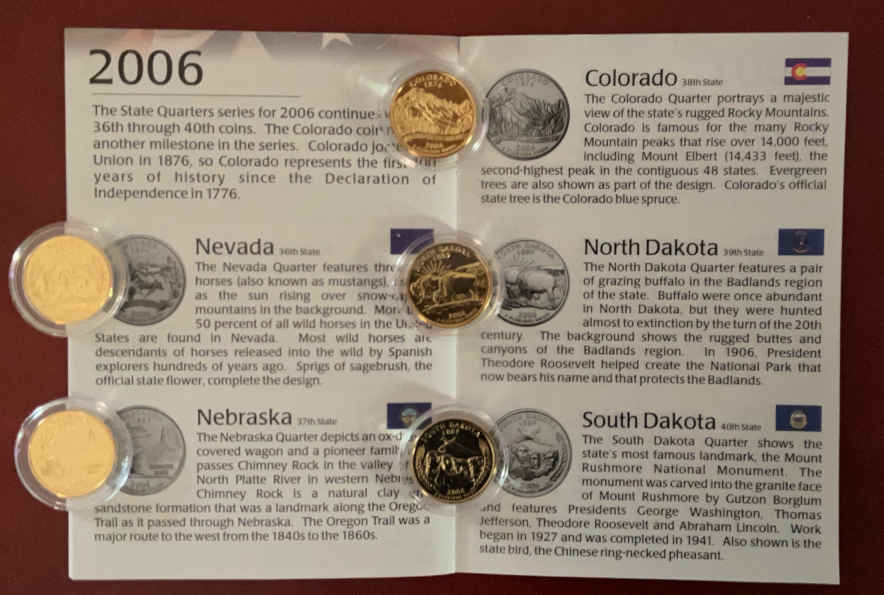 2006
The State Quarters series for 2006 continues
36th through 40th coins. The Colorado coin
another milestone in the series. Colorado
Union in 1876, so Colorado represents the first 100
years of history since the Declaration of
Independence in 1776.
Nevada 36th State
The Nevada Quarter features three
horses (also known as mustangs),
as the sun rising over
mountains in the background. More
50 percent of all wild horses in the United
States are found in Nevada. Most wild horses are
descendants of horses released into the wild by Spanish
explorers hundreds of years ago. Sprigs of sagebrush, the
official state flower, complete the design.
Nebraska 37th State
The Nebraska Quarter depicts an
covered wagon and a pioneer family
passes Chimney Rock in the valley
North Platte River in western Nebraska
Chimney Rock is a natural clay
sandstone formation that was a landmark along the Oregon
Trail as it passed through Nebraska. The Oregon Trail was a
major route to the west from the 1840s to the 1860s.
COLORADO
1876
2006
Colorado 38th State
The Colorado Quarter portrays a majestic
view of the state's rugged Rocky Mountains.
Colorado is famous for the many Rocky
Mountain peaks that rise over 14,000 feet,
including Mount Elbert (14,433 feet), the
second-highest peak in the contiguous 48 states. Evergreen
trees are also shown as part of the design. Colorado's official
state tree is the Colorado blue spruce.
NORTH DAKOTA
2006
North Dakota 39th State
The North Dakota Quarter features a pair
of grazing buffalo in the Badlands region
of the state. Buffalo were once abundant
in North Dakota, but they were hunted
almost to extinction by the turn of the 20th
century. The background shows the rugged buttes and
canyons of the Badlands region. In 1906, President
Theodore Roosevelt helped create the National Park that
now bears his name and that protects the Badlands.
SOUTH DAKOTA
1889
2006
South Dakota 40th State
The South Dakota Quarter shows the
state's most famous landmark, the Mount
Rushmore National Monument. The
monument was carved into the granite face
of Mount Rushmore by Gutzon Borglum
and features Presidents George Washington, Thomas
Jefferson, Theodore Roosevelt and Abraham Lincoln. Work
began in 1927 and was completed in 1941. Also shown is the
state bird, the Chinese ring-necked pheasant.